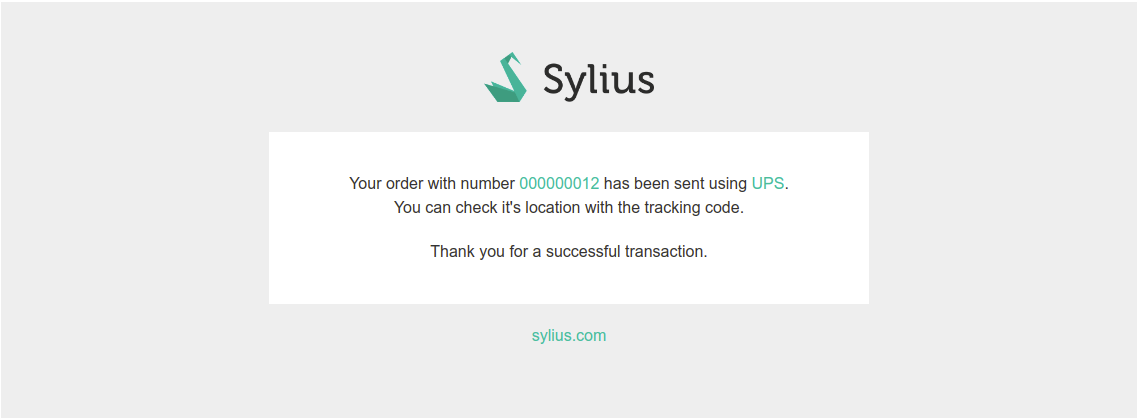 Sylius
Your order with number 000000012 has been sent using UPS.
You can check it's location with the tracking code.
Thank you for a successful transaction.
sylius.com